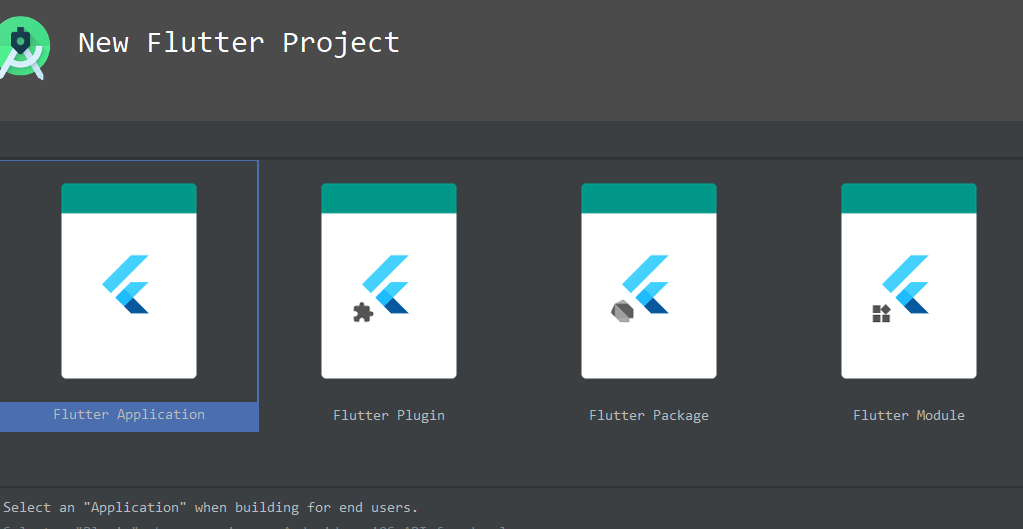 New Flutter Project
Flutter Application
Flutter Plugin
Flutter Package
Flutter Module
Select an "Application" when building for end users.